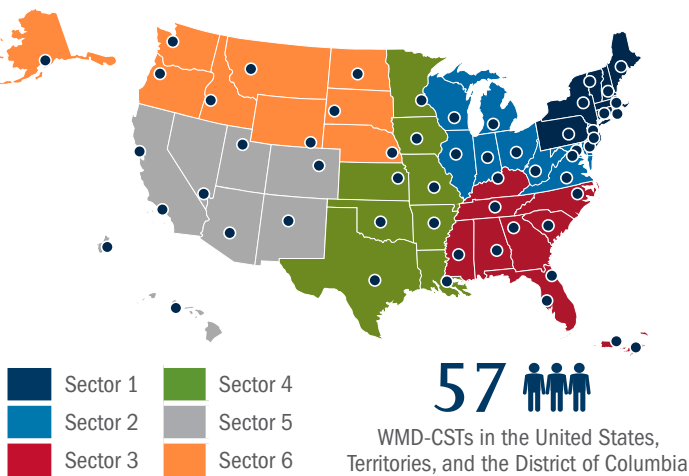 Sector 1
Sector 2
Sector 3
Sector 4
Sector 5
Sector 6
57
WMD-CSTs in the United States,
Territories, and the District of Columbia